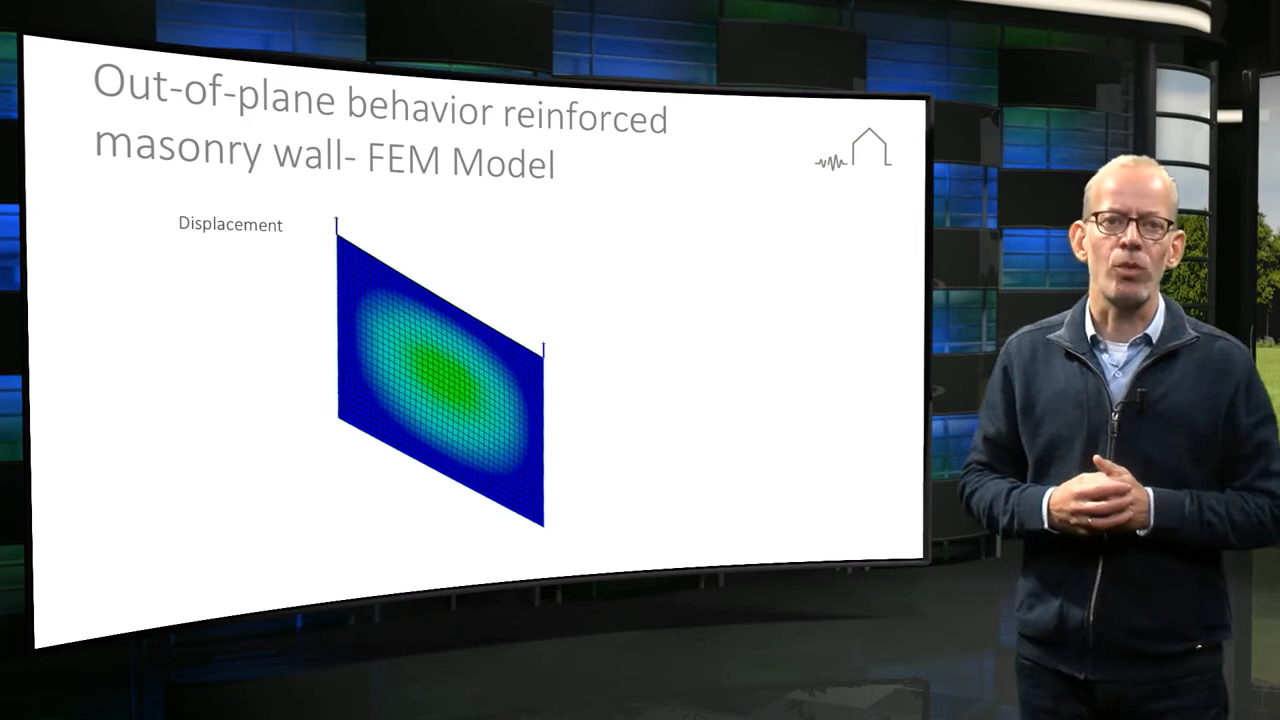 Out-of-plane behavior reinforced
masonry wall- FEM Model
Displacement